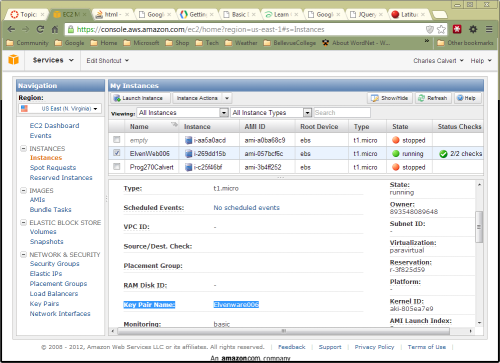 Topics
EC2 M
html -
Googl
Gettin
Basic
Learn
Googl
JQuery
Latitud
https://console.aws.amazon.com/ec2/home?region=us-east-1#s=Instances
Community Google Home Microsoft Shop Tech Weather BellevueCollege About WordNet - W... » Other bookmarks
Services Edit Shortcut Charles Calvert Help
Navigation
Region:
US East (N. Virginia)
EC2 Dashboard
Events
INSTANCES
Instances
Spot Requests
Reserved Instances
IMAGES
AMIs
Bundle Tasks
ELASTIC BLOCK STORE
Volumes
Snapshots
NETWORK & SECURITY
Security Groups
Elastic IPs
Placement Groups
Load Balancers
Key Pairs
Network Interfaces
My Instances
Launch Instance Instance Actions Show/Hide Refresh Help
Viewing: All Instances All Instance Types Search
Name Instance AMI ID Root Device Type State Status Checks
empty i-aa5a0acd ami-a0ba68c9 ebs t1.micro stopped
ElvenWeb006 i-269dd15b ami-057bcf6c ebs t1.micro running 2/2 checks
Prog270Calvert i-c25f46bf ami-3b4ff252 ebs t1.micro stopped
Type: t1.micro
Scheduled Events: No scheduled events
VPC ID: -
Source/Dest. Check:
Placement Group:
RAM Disk ID: -
Key Pair Name: Elvenware006
Monitoring: basic
State:
running
Owner:
893548089648
Subnet ID:
-
Virtualization:
paravirtual
Reservation:
r-3f825d59
Platform:
-
Kernel ID:
aki-805ea7e9
AMI Launch Index:
© 2008 - 2012, Amazon Web Services LLC or its affiliates. All rights reserved. Feedback Support Privacy Policy Terms of Use
An amazon.com company